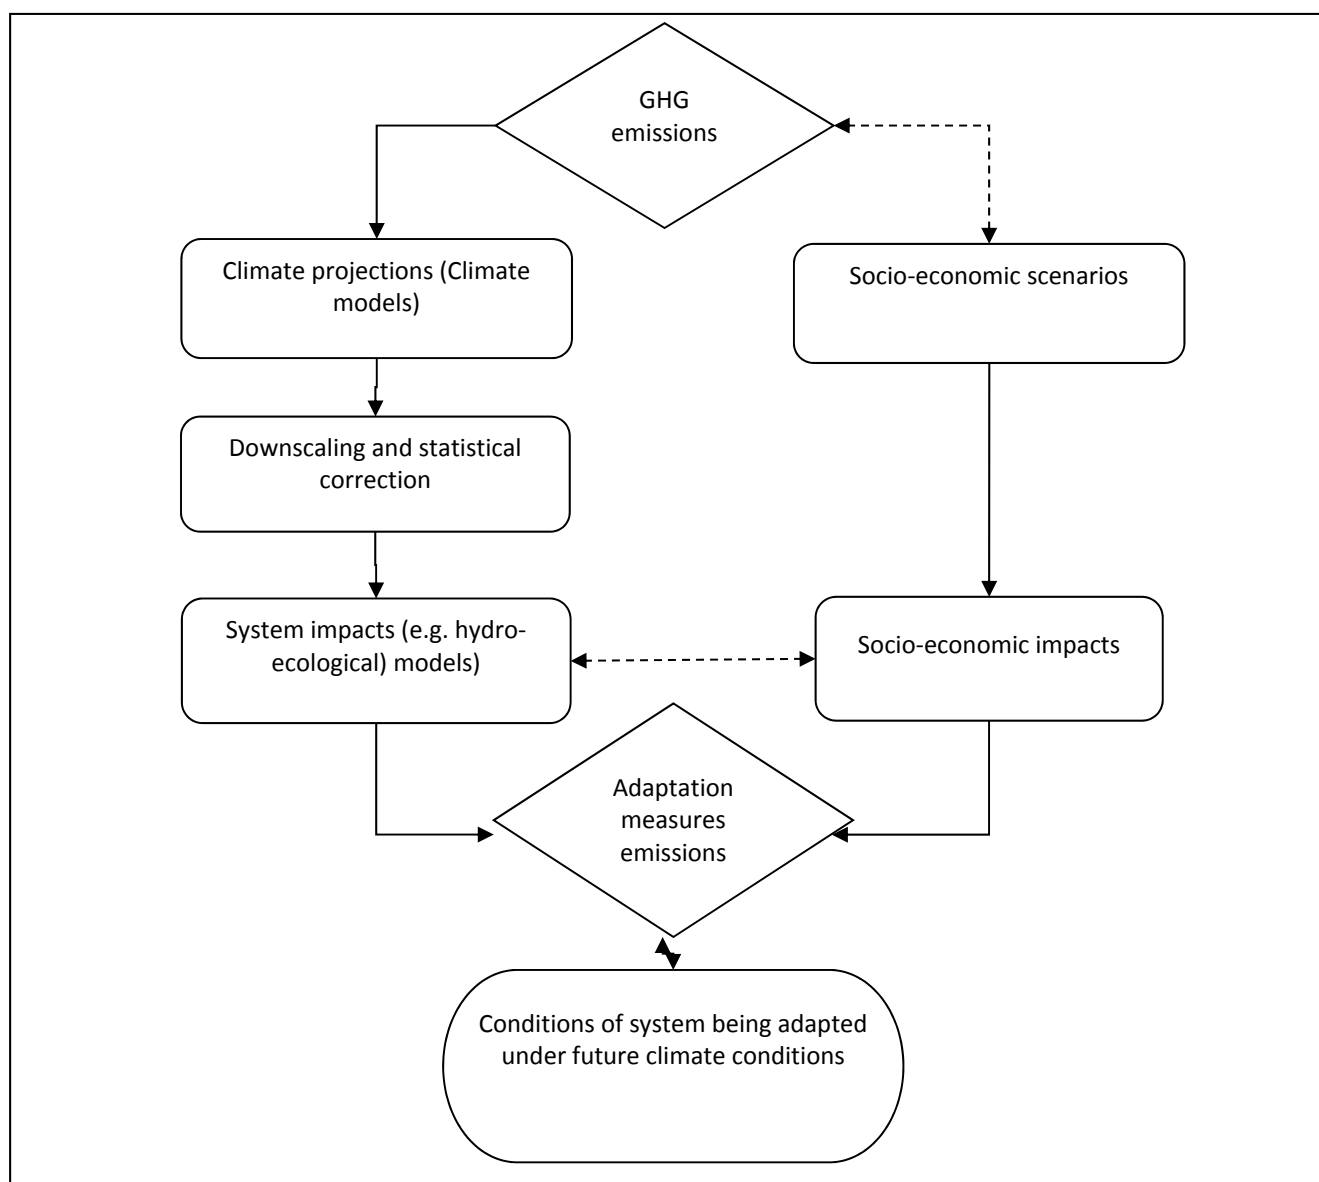 GHG
emissions
Climate projections (Climate
models)
Socio-economic scenarios
Downscaling and statistical
correction
System impacts (e.g. hydro-
ecological) models)
Socio-economic impacts
Adaptation
measures
emissions
Conditions of system being adapted
under future climate conditions